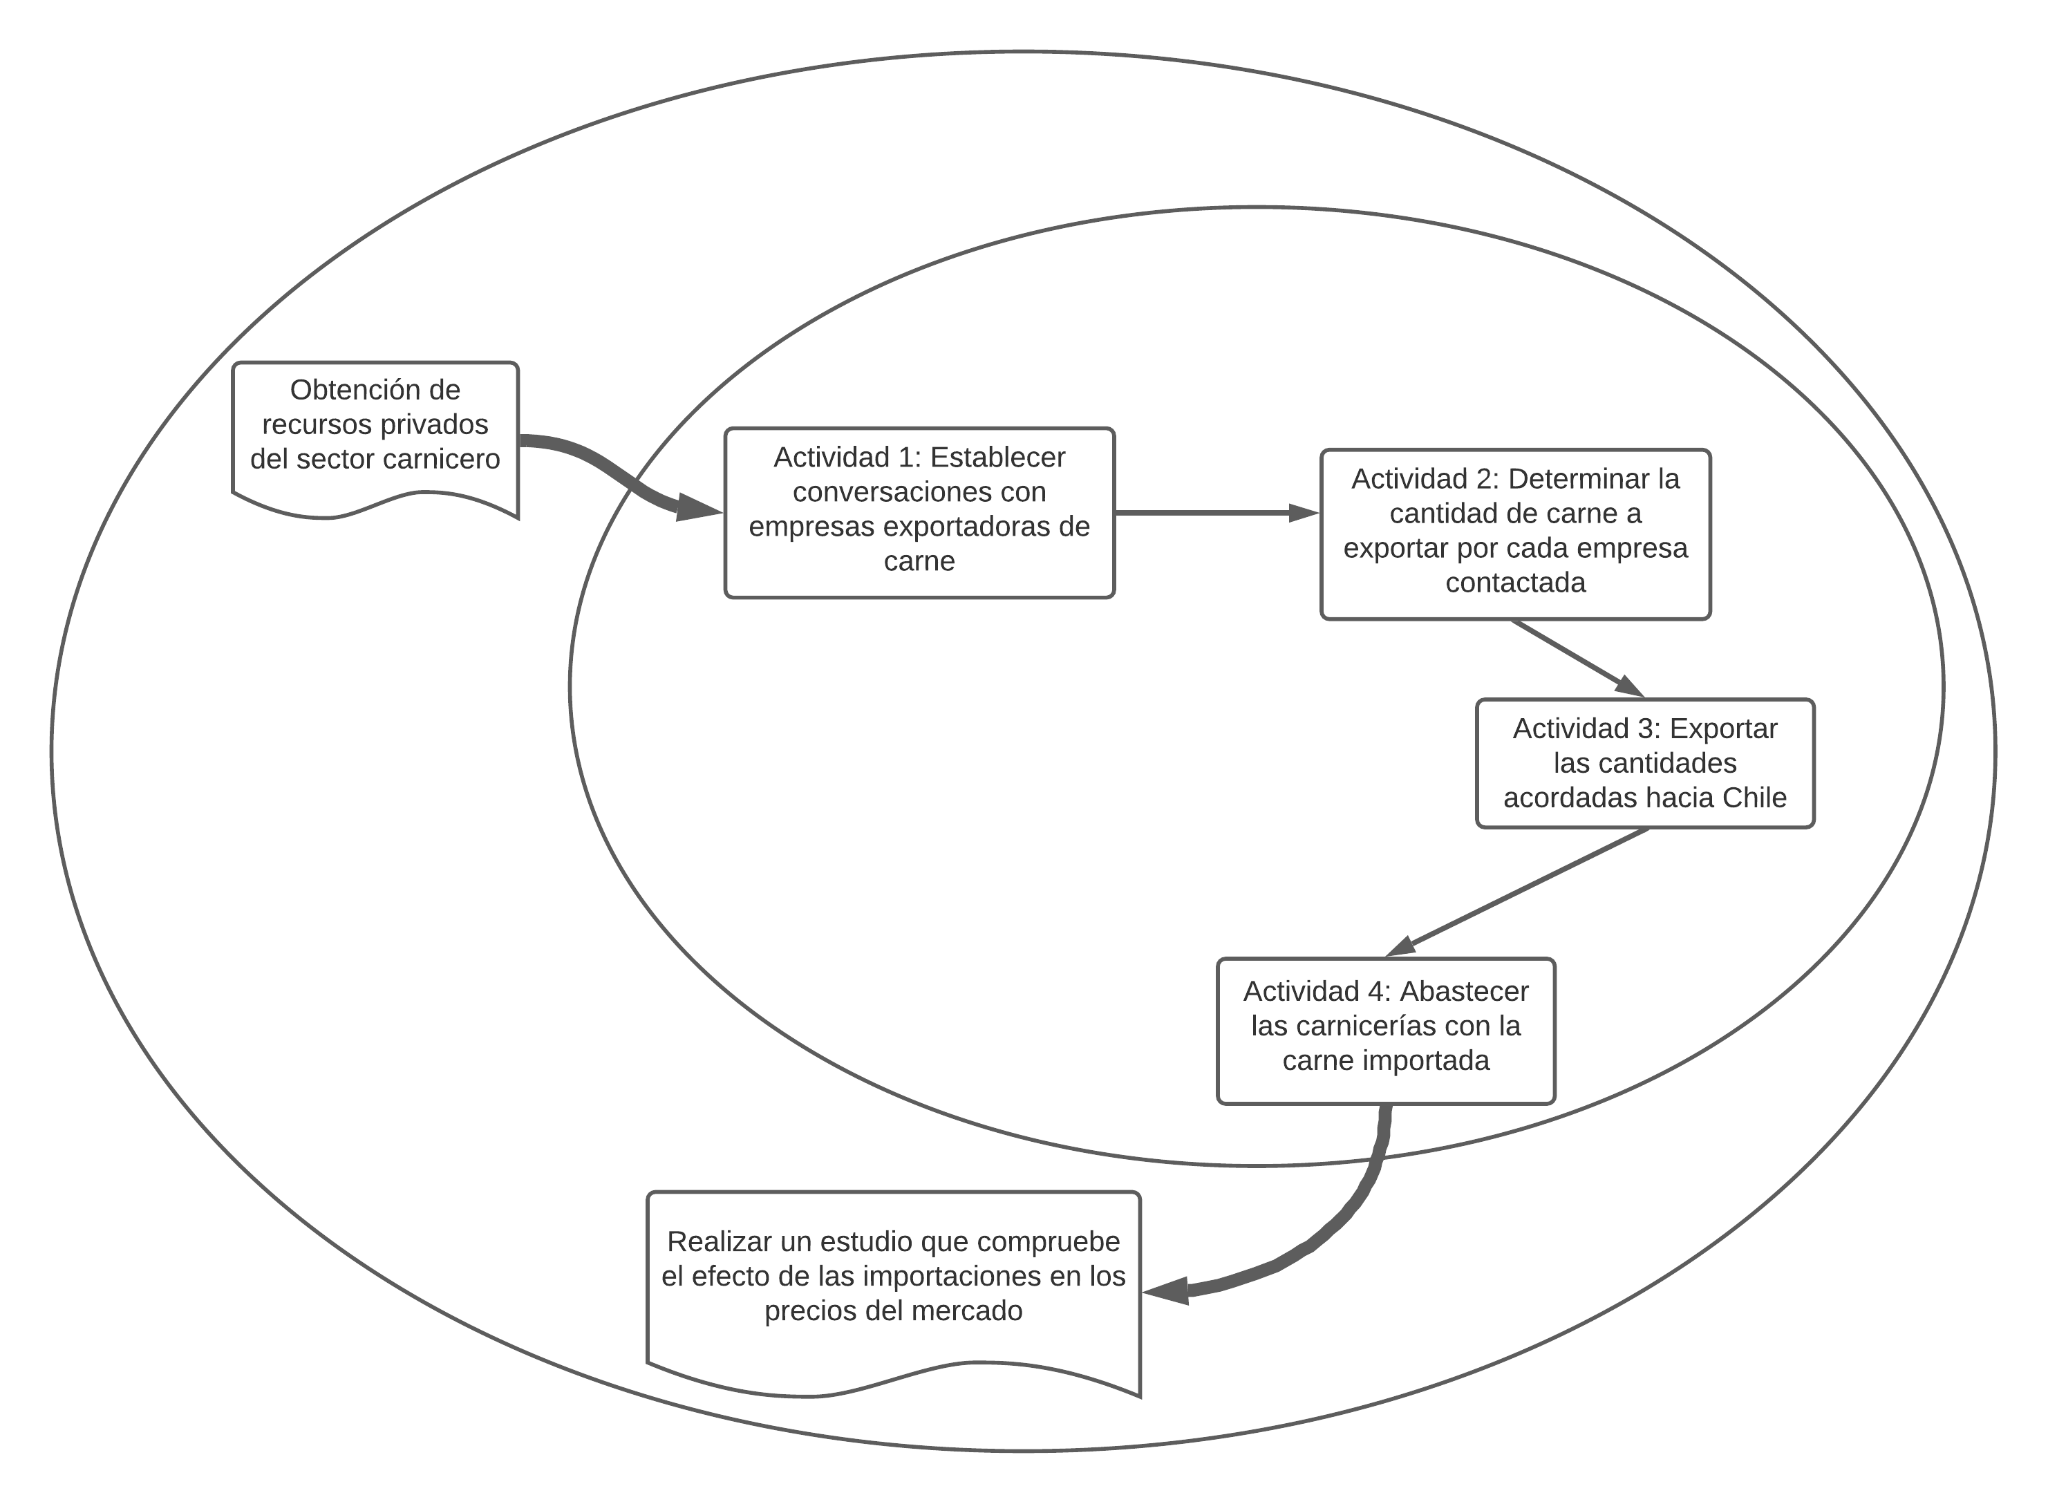 Obtención de
recursos privados
del sector carnicero
Actividad 1: Establecer
conversaciones con
empresas exportadoras de
carne
Actividad 2: Determinar la
cantidad de carne a
exportar por cada empresa
contactada
Actividad 3: Exportar
las cantidades
acordadas hacia Chile
Actividad 4: Abastecer
las carnicerías con la
carne importada
Realizar un estudio que compruebe
el efecto de las importaciones en los
precios del mercado